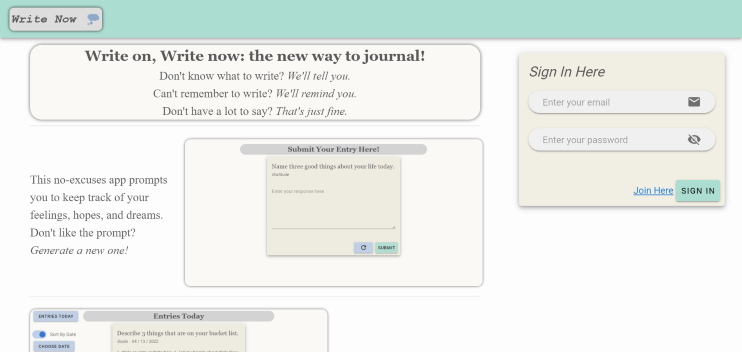 Write Now
Write on, Write now: the new way to journal!
Don't know what to write? We'll tell you.
Can't remember to write? We'll remind you.
Don't have a lot to say? That's just fine.
Sign In Here
Enter your email
Enter your password
Join Here
SIGN IN
This no-excuses app prompts
you to keep track of your
feelings, hopes, and dreams.
Don't like the prompt?
Generate a new one!
Submit Your Entry Here!
Name three good things about your life today.
Enter your response here
SUBMIT
ENTRIES TODAY
Entries Today
Sort By Date
CHOOSE DATE
Describe 3 things that are on your bucket list.
04 / 13 / 2022